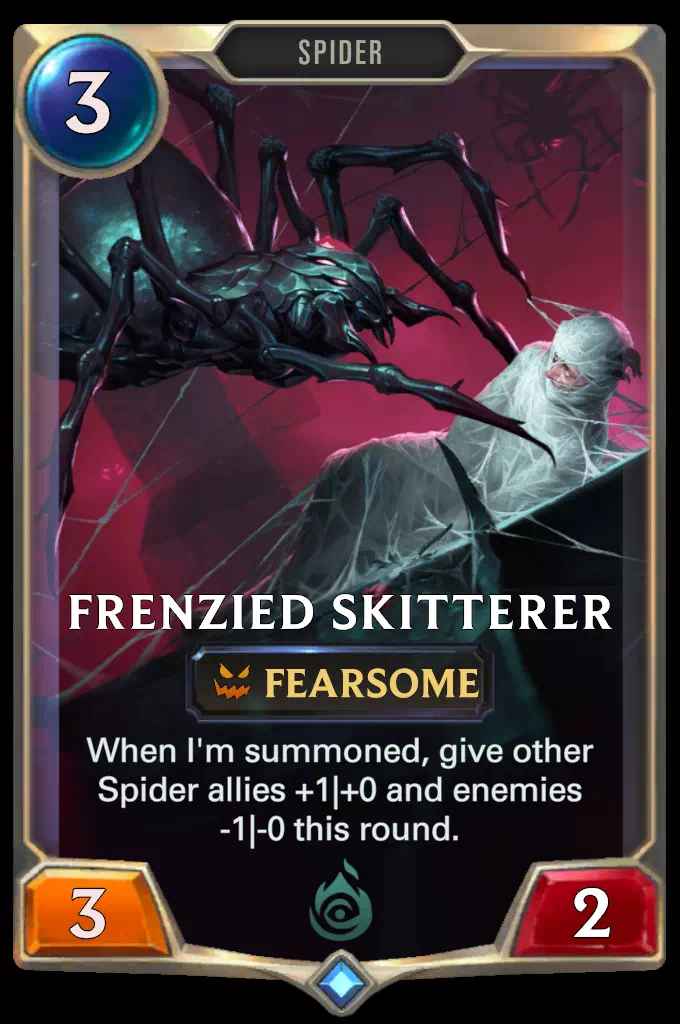 SPIDER
3
FRENZIED SKITTERER
FEARSOME
When I'm summoned, give other
Spider allies +1|+0 and enemies
-1|-0 this round.
3
2